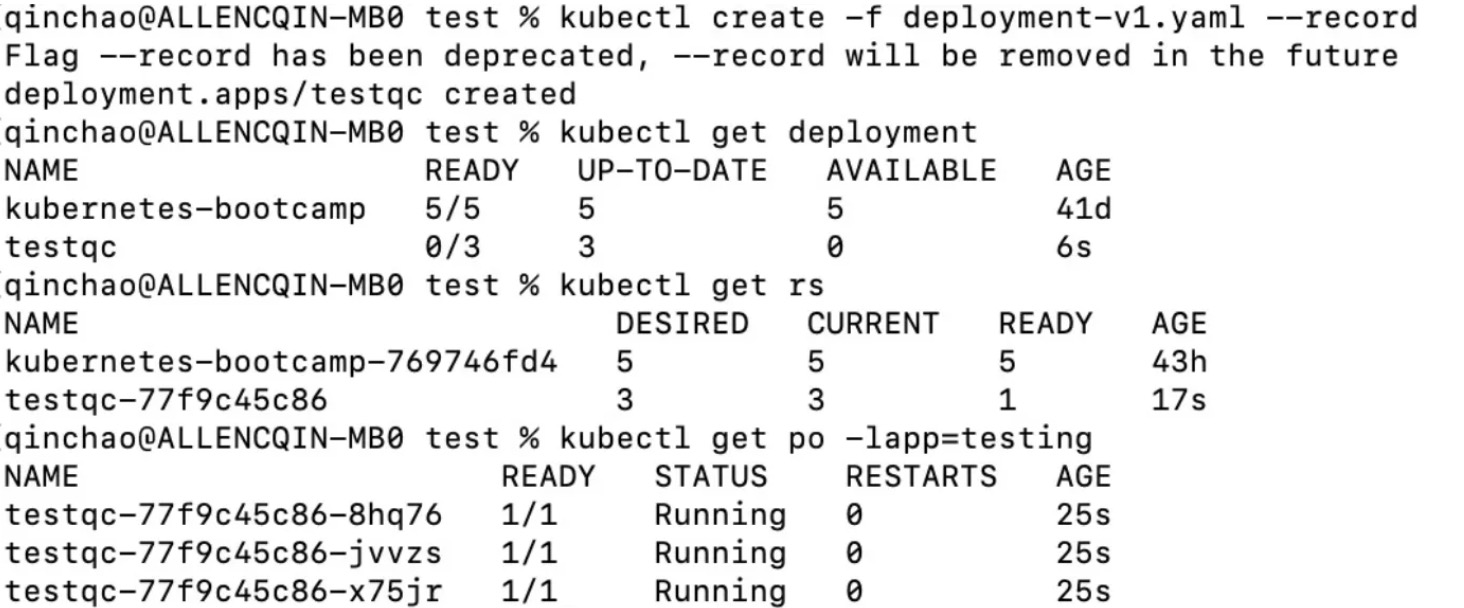 qinchao@ALLENCQIN-MB0 test % kubectl create -f deployment-v1.yaml --record
Flag --record has been deprecated, --record will be removed in the future
deployment.apps/testqc created
qinchao@ALLENCQIN-MB0 test % kubectl get deployment
NAME                  READY   UP-TO-DATE   AVAILABLE   AGE
kubernetes-bootcamp   5/5     5            5           41d
testqc                0/3     3            0           6s
qinchao@ALLENCQIN-MB0 test % kubectl get rs
NAME                            DESIRED   CURRENT   READY   AGE
kubernetes-bootcamp-769746fd4   5         5         5       43h
testqc-77f9c45c86               3         3         1       17s
qinchao@ALLENCQIN-MB0 test % kubectl get po -lapp=testing
NAME                      READY   STATUS    RESTARTS   AGE
testqc-77f9c45c86-8hq76   1/1     Running   0          25s
testqc-77f9c45c86-jvvzs   1/1     Running   0          25s
testqc-77f9c45c86-x75jr   1/1     Running   0          25s